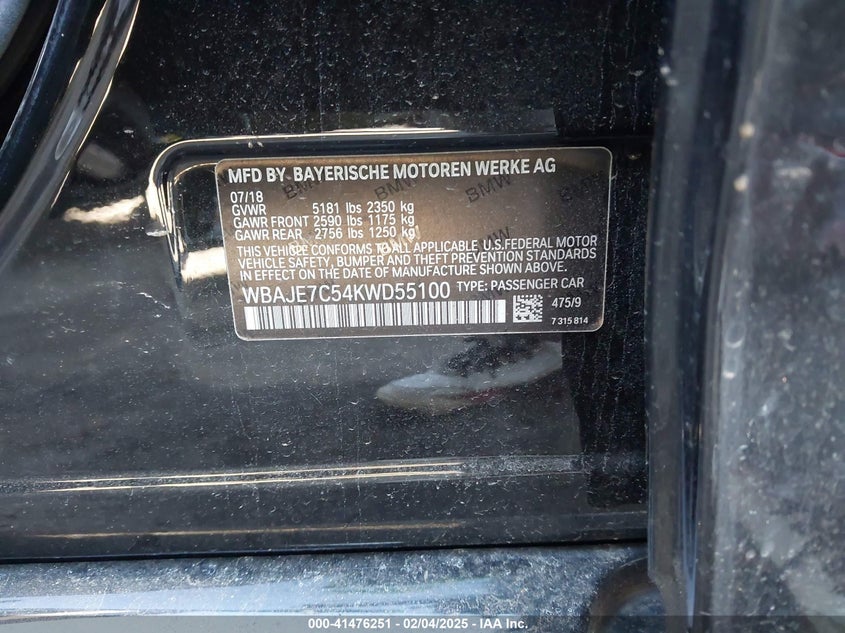 MFD BY BAYERISCHE MOTOREN WERKE AG
07/18
GVWR 5181 lbs 2350 kg
GAWR FRONT 2590 lbs 1175 kg
GAWR REAR 2756 lbs 1250 kg
THIS VEHICLE CONFORMS TO ALL APPLICABLE U.S.FEDERAL MOTOR
VEHICLE SAFETY, BUMPER AND THEFT PREVENTION STANDARDS
IN EFFECT ON THE DATE OF MANUFACTURE SHOWN ABOVE.
WBAJE7C54KWD55100 TYPE: PASSENGER CAR
475/9
7 315 814
BMW
BMW
BMW
000-41476251 - 02/04/2025 - IAA Inc.